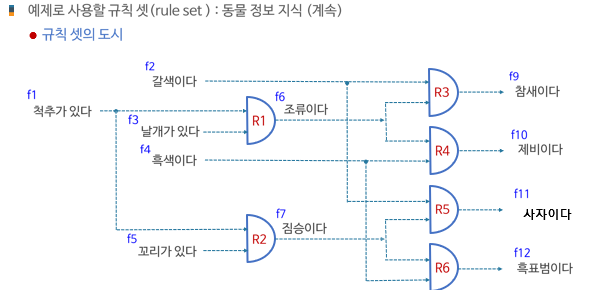 예제로 사용할 규칙 셋(rule set ) : 동물 정보 지식 (계속)
● 규칙 셋의 도시
f2
갈색이다
f1
척추가 있다
f3
날개가 있다
f4
흑색이다
R1
f6
조류이다
R3
f9
참새이다
R4
f10
제비이다
f5
꼬리가 있다
R2
f7
짐승이다
R5
f11
사자이다
R6
f12
흑표범이다